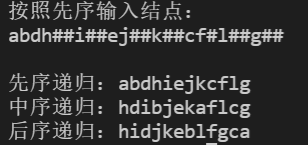 按照先序输入结点：
abdh##i##ej##k##cf#l##g##
先序递归：abdhiejkcflg
中序递归：hdibjekaflcg
后序递归：hidjkeblfgca